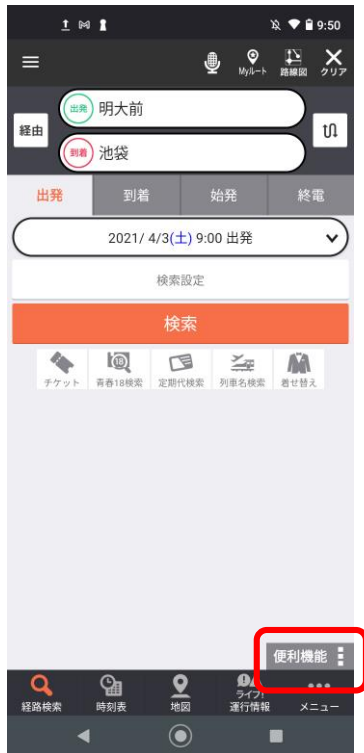 9:50
Myルート
路線図
クリア
経由
出発
明大前
到着
池袋
出発
到着
始発
終電
2021/ 4/3(土) 9:00 出発
検索設定
検索
18
チケット
青春18検索
定期代検索
列車名検索
着せ替え
便利機能
経路検索
時刻表
地図
ライブ!
運行情報
メニュー